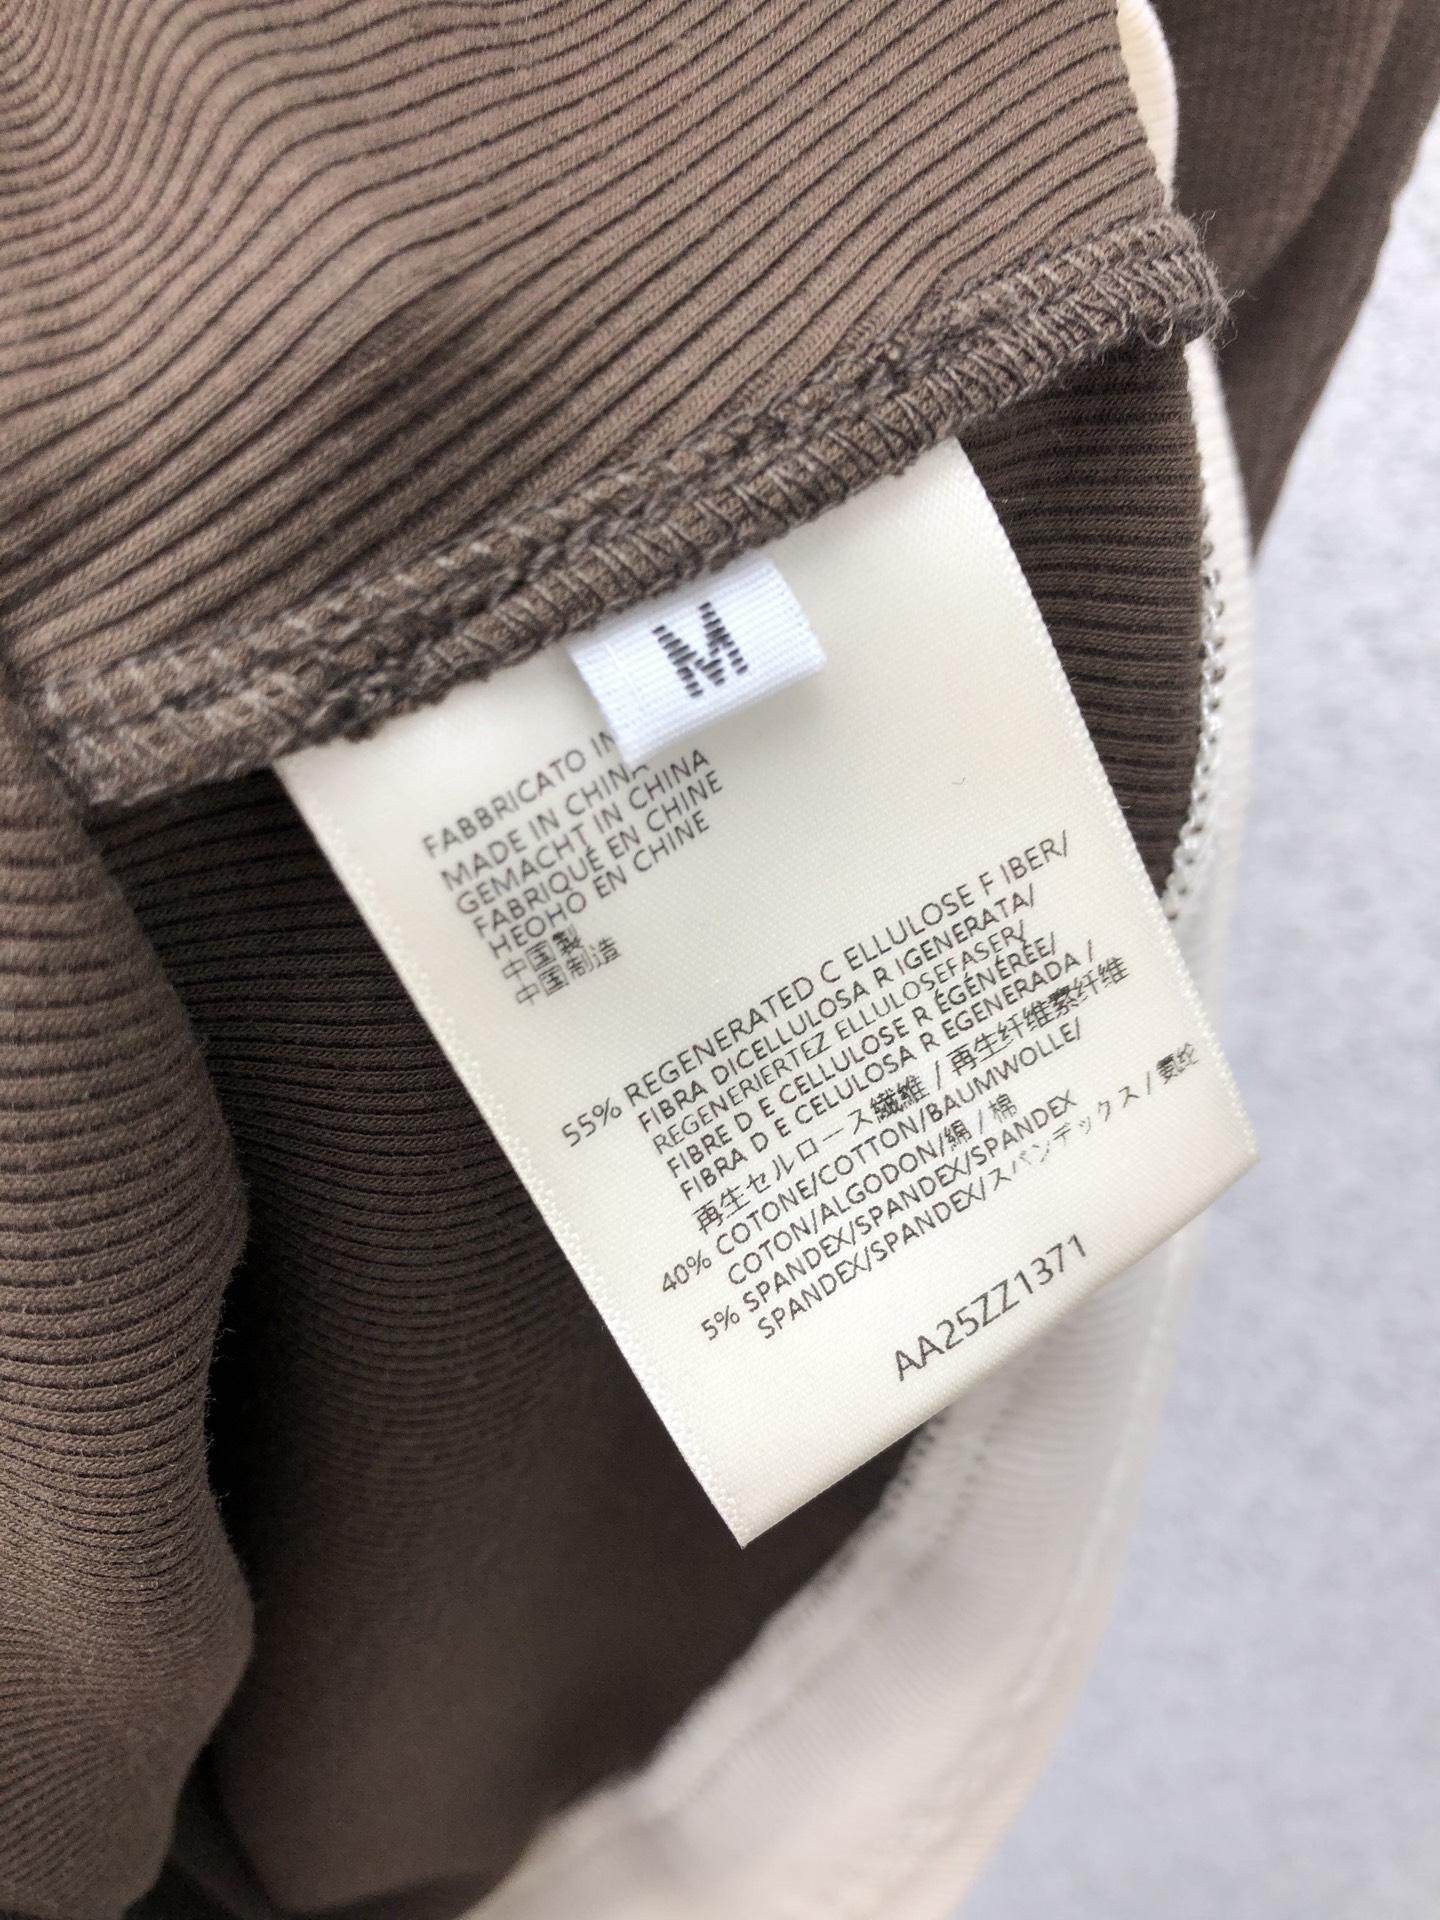 M
FABBRICATO IN
MADE IN CHINA
GEMACHT IN CHINA
FABRIQUÉ EN CHINE
HEOHO EN CHINE
中国製
中国制造
55% REGENERATED C ELLULOSE F IBER/
FIBRA DICELLULOSA R IGENERATA/
REGENERIERTEZ ELLULOSEFASER/
FIBRE D E CELLULOSE R ÉGÉNÉRÉE/
FIBRA D E CELULOSA R EGENERADA /
再生セルロース繊維 / 再生纤维素纤维
40% COTONE/COTTON/BAUMWOLLE/
COTON/ALGODON/綿 / 棉
5% SPANDEX/SPANDEX/SPANDEX
SPANDEX/SPANDEX/スパンデックス / 氨纶
AA25ZZ1371